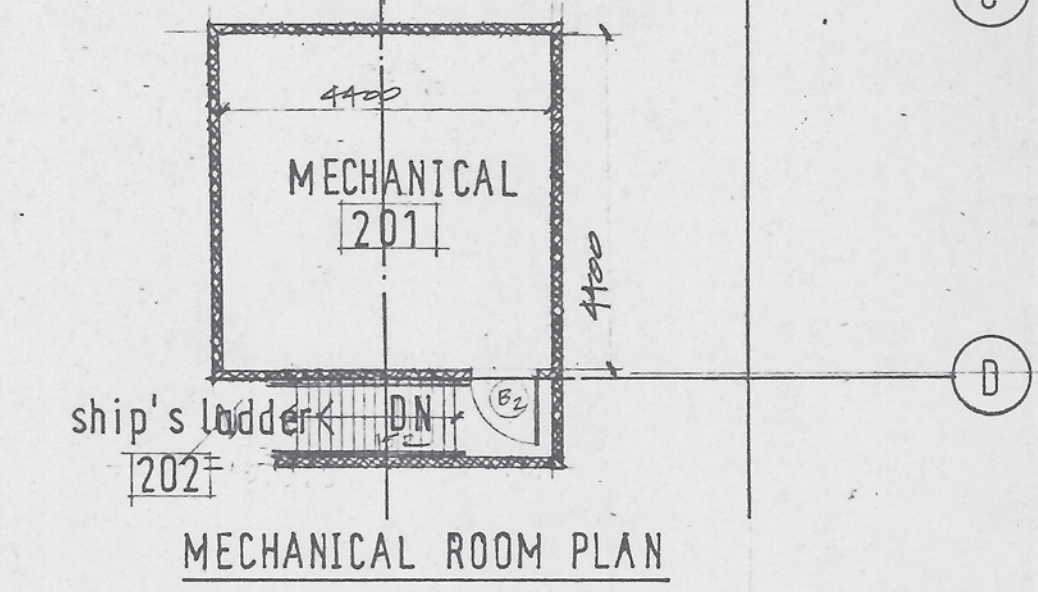 4400
MECHANICAL
201
4400
D
B2
ship's ladder
DN
202
MECHANICAL ROOM PLAN